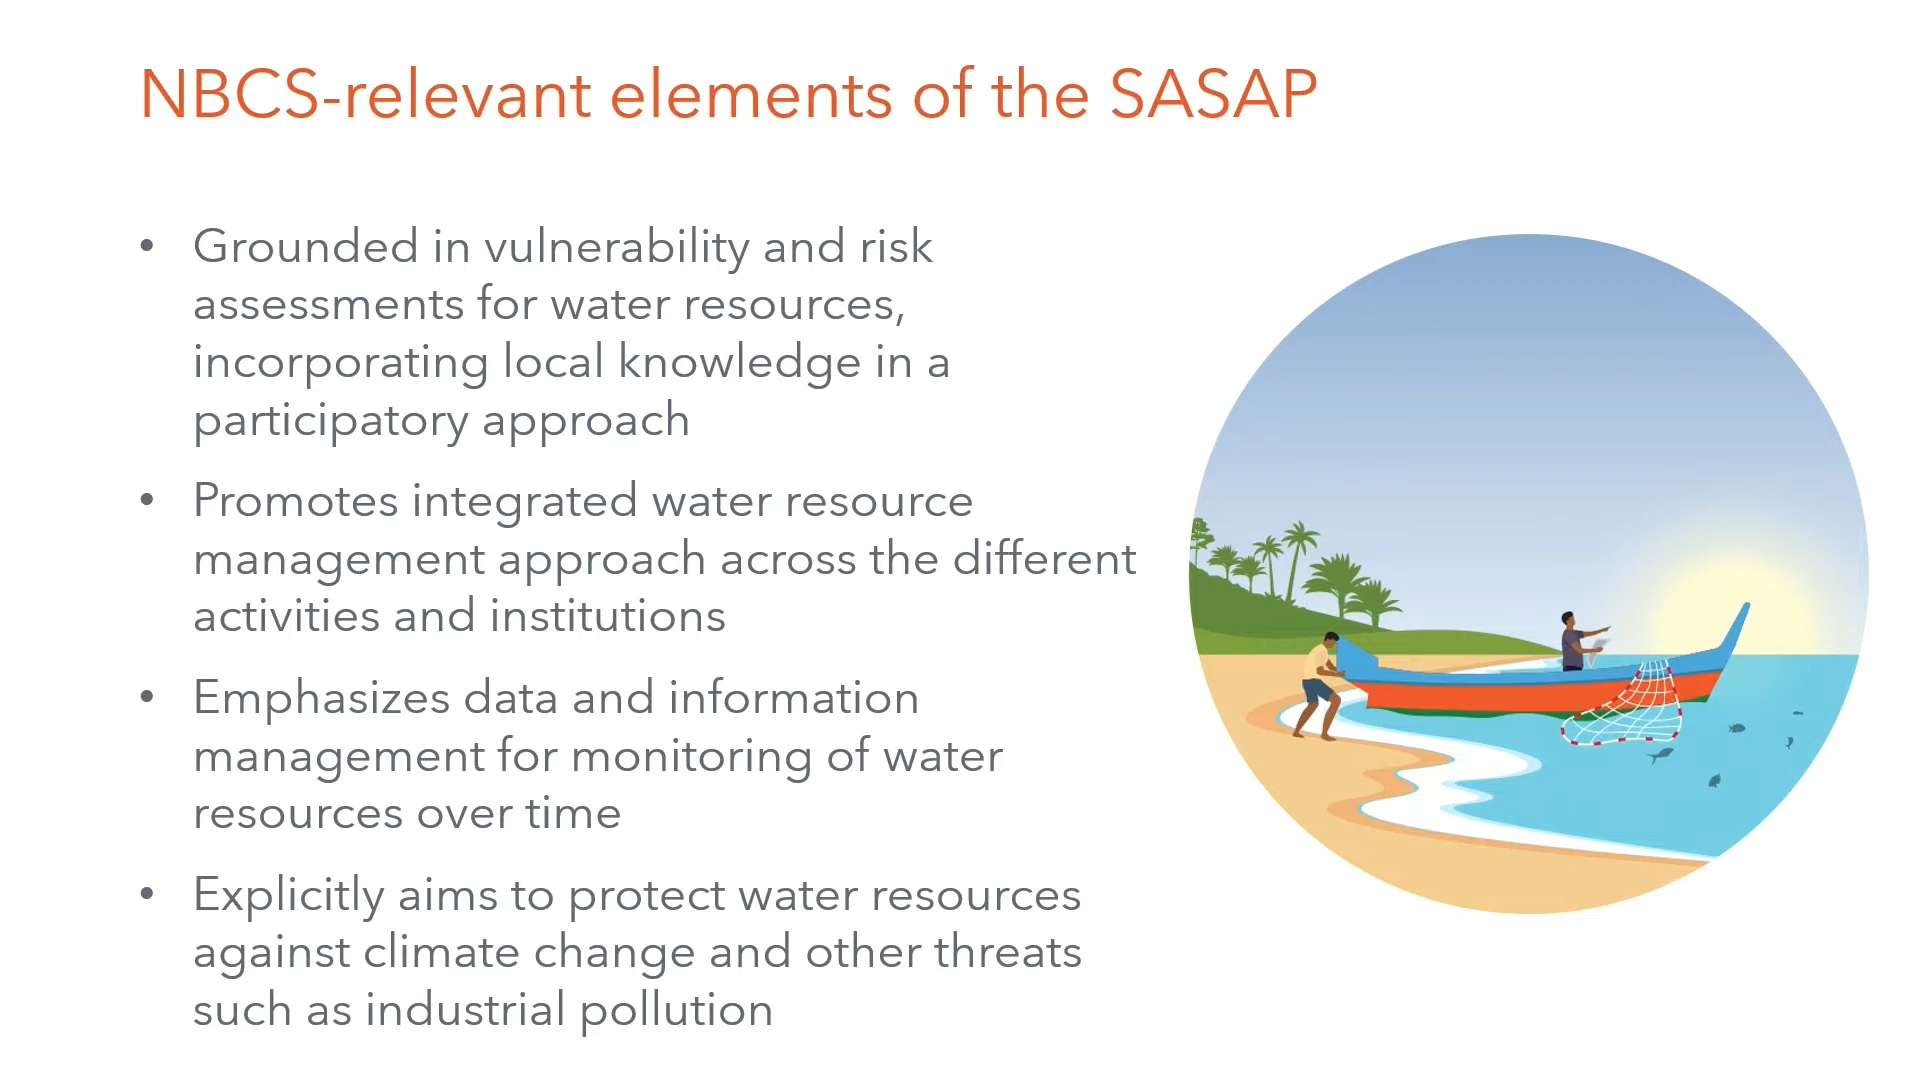 NBCS-relevant elements of the SASAP
• Grounded in vulnerability and risk
assessments for water resources,
incorporating local knowledge in a
participatory approach
• Promotes integrated water resource
management approach across the different
activities and institutions
• Emphasizes data and information
management for monitoring of water
resources over time
• Explicitly aims to protect water resources
against climate change and other threats
such as industrial pollution